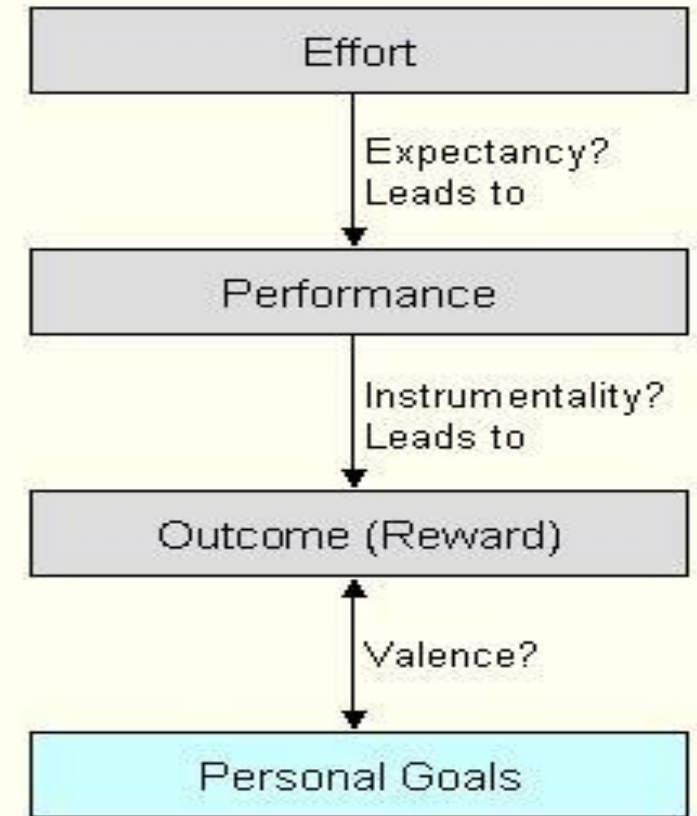 Effort
Expectancy?
Leads to
Performance
Instrumentality?
Leads to
Outcome (Reward)
Valence?
Personal Goals